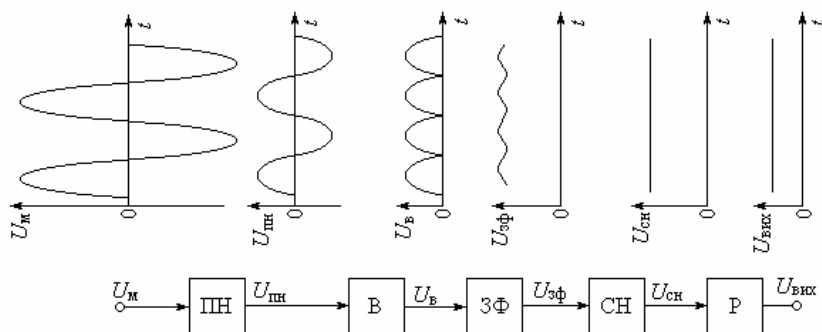 t t t t t t
0 0 0 0 0 0
Uм Uпн Uв Uзф Uсн Uвих
Uм Uпн Uв Uзф Uсн Uвих
ПН В ЗФ СН Р